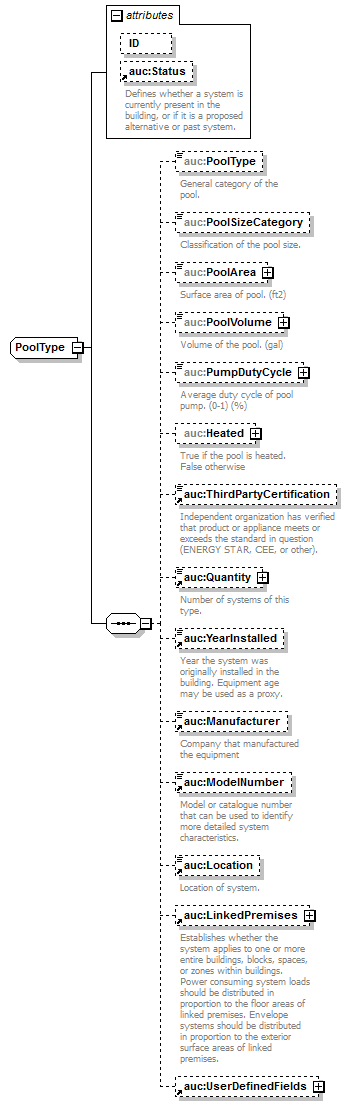 attributes
ID
auc:Status
Defines whether a system is
currently present in the
building, or if it is a proposed
alternative or past system.
auc:PoolType
General category of the
pool.
auc:PoolSizeCategory
Classification of the pool size.
auc:PoolArea
Surface area of pool. (ft2)
auc:PoolVolume
Volume of the pool. (gal)
PoolType
auc:PumpDutyCycle
Average duty cycle of pool
pump. (0-1) (%)
auc:Heated
True if the pool is heated.
False otherwise
auc:ThirdPartyCertification
Independent organization has verified
that product or appliance meets or
exceeds the standard in question
(ENERGY STAR, CEE, or other).
auc:Quantity
Number of systems of this
type.
auc:YearInstalled
Year the system was
originally installed in the
building. Equipment age
may be used as a proxy.
auc:Manufacturer
Company that manufactured
the equipment
auc:ModelNumber
Model or catalogue number
that can be used to identify
more detailed system
characteristics.
auc:Location
Location of system.
auc:LinkedPremises
Establishes whether the
system applies to one or more
entire buildings, blocks, spaces,
or zones within buildings.
Power consuming system loads
should be distributed in
proportion to the floor areas of
linked premises. Envelope
systems should be distributed
in proportion to the exterior
surface areas of linked
premises.
auc:UserDefinedFields